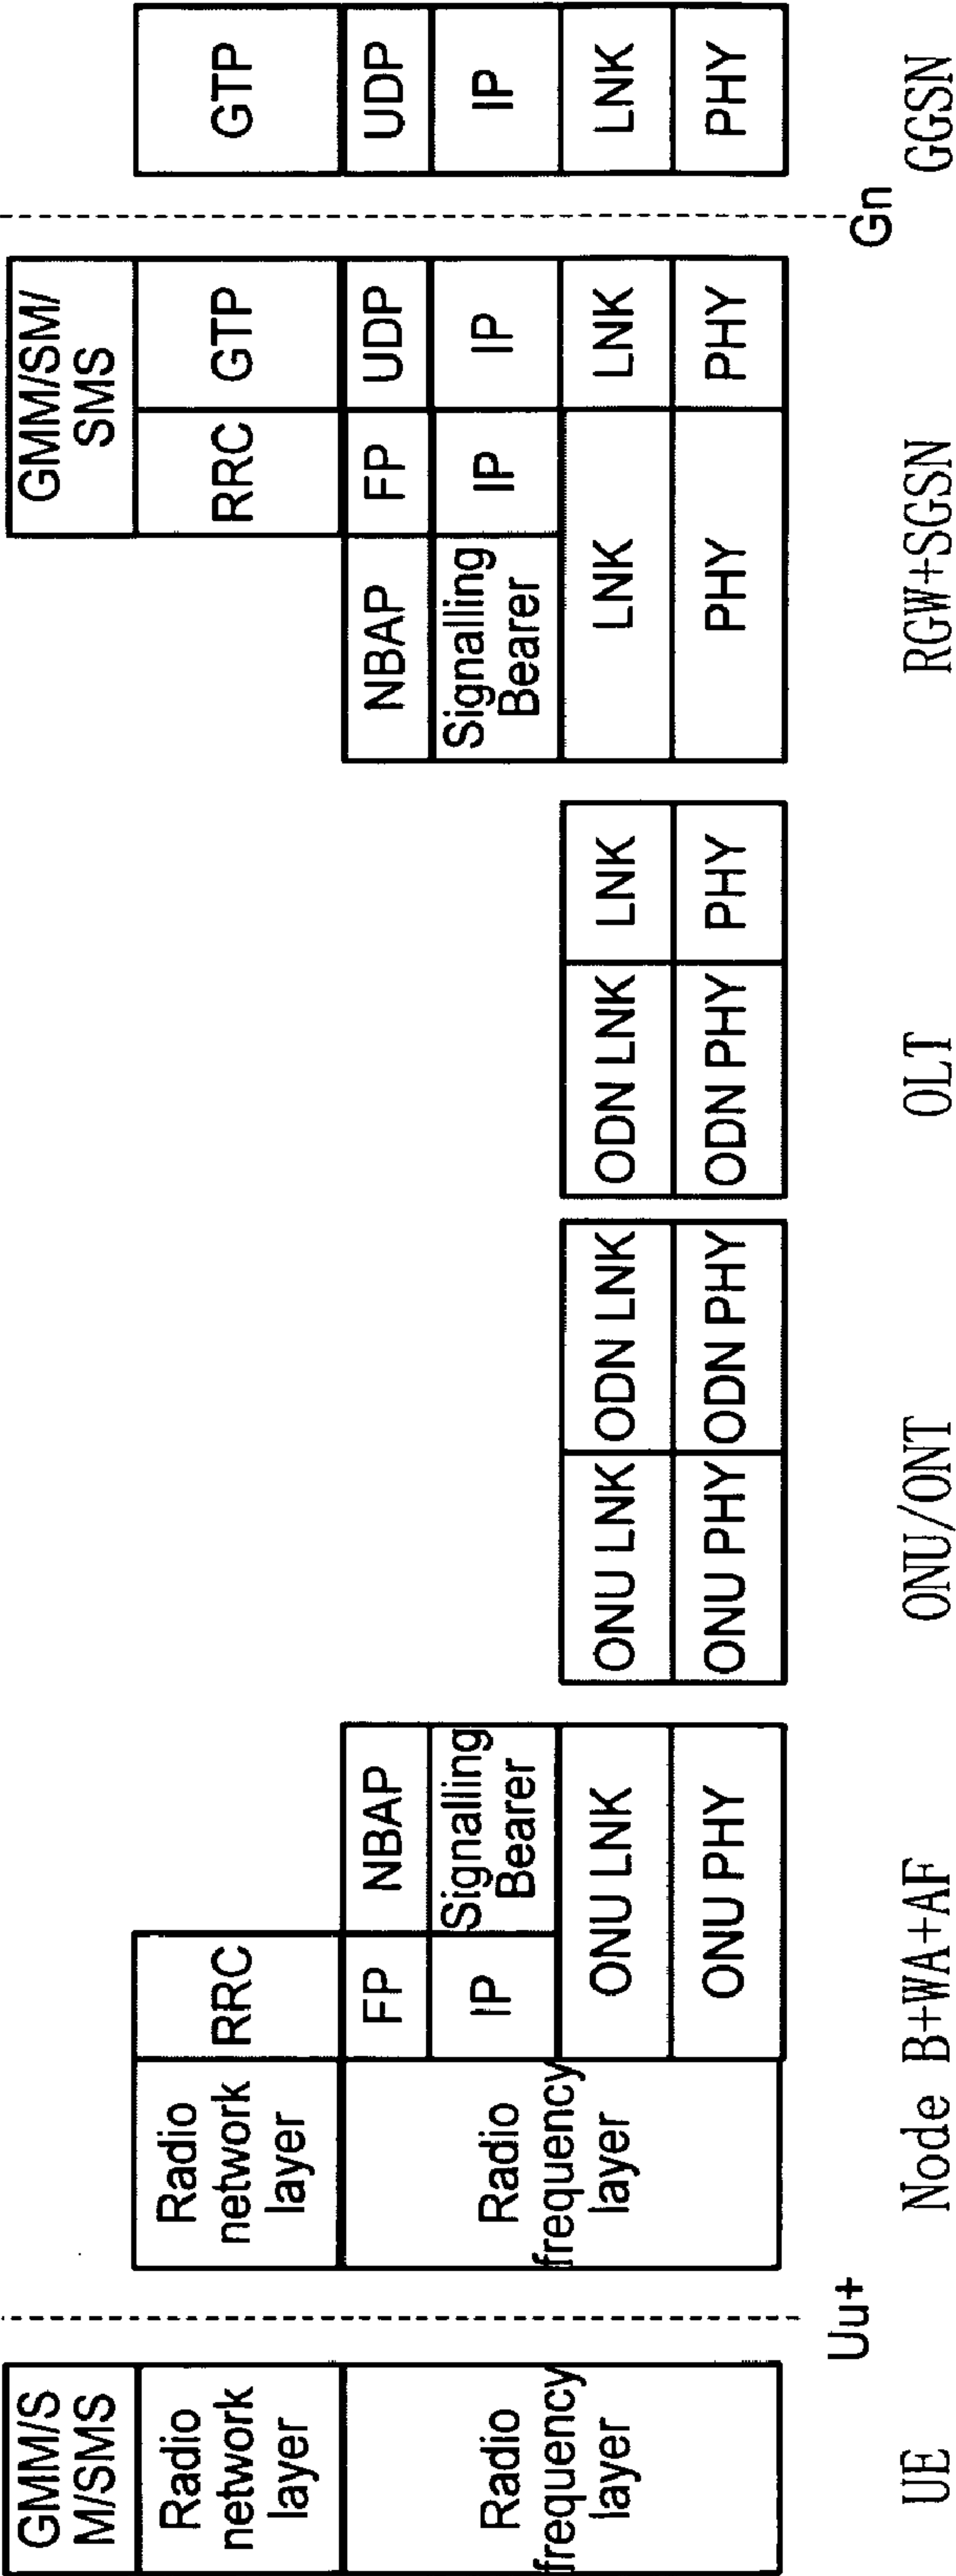 GMM/S
M/SMS
Radio
network
layer
Radio
frequency
layer
UE
Uu+
Radio
network
layer
RRC
Radio
frequency
layer
FP
NBAP
IP
Signalling
Bearer
ONU LNK
ONU PHY
Node B+WA+AF
ONU LNK
ODN LNK
ONU PHY
ODN PHY
ONU/ONT
ODN LNK
LNK
ODN PHY
PHY
OLT
GMM/SM/
SMS
RRC
GTP
NBAP
FP
UDP
Signalling
Bearer
IP
IP
LNK
LNK
PHY
PHY
RGW+SGSN
Gn
GTP
UDP
IP
LNK
PHY
GGSN